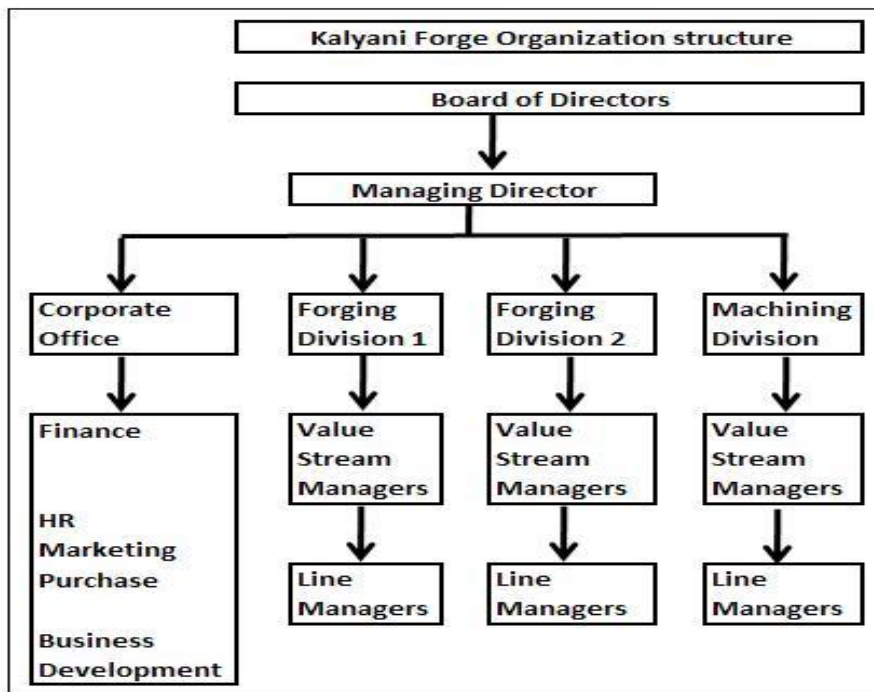 Kalyani Forge Organization structure
Board of Directors
Managing Director
Corporate
Office
Forging
Division 1
Forging
Division 2
Machining
Division
Finance
HR
Marketing
Purchase
Business
Development
Value
Stream
Managers
Value
Stream
Managers
Value
Stream
Managers
Line
Managers
Line
Managers
Line
Managers